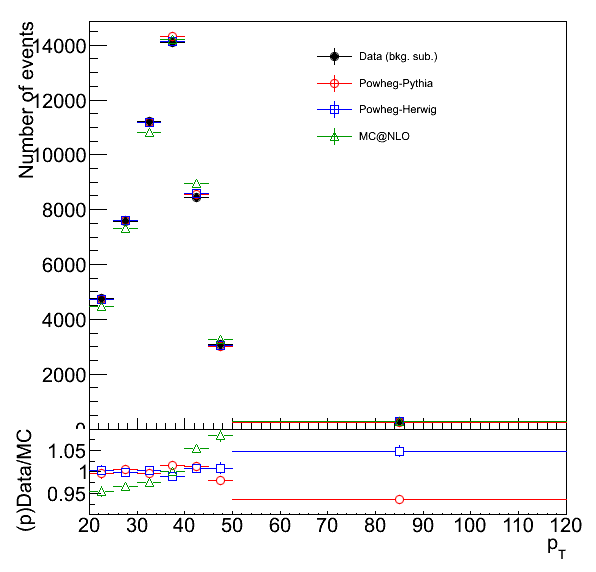 Number of events
14000
12000
10000
8000
6000
4000
2000
0
Data (bkg. sub.)
Powheg-Pythia
Powheg-Herwig
MC@NLO
(p)Data/MC
1.05
1
0.95
20 30 40 50 60 70 80 90 100 110 120
pT